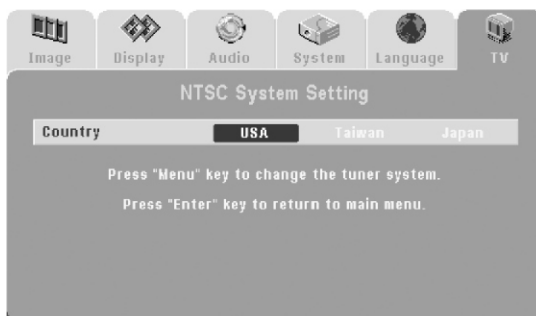 Image Display Audio System Language TV
NTSC System Setting
Country USA Taiwan Japan
Press "Menu" key to change the tuner system.
Press "Enter" key to return to main menu.